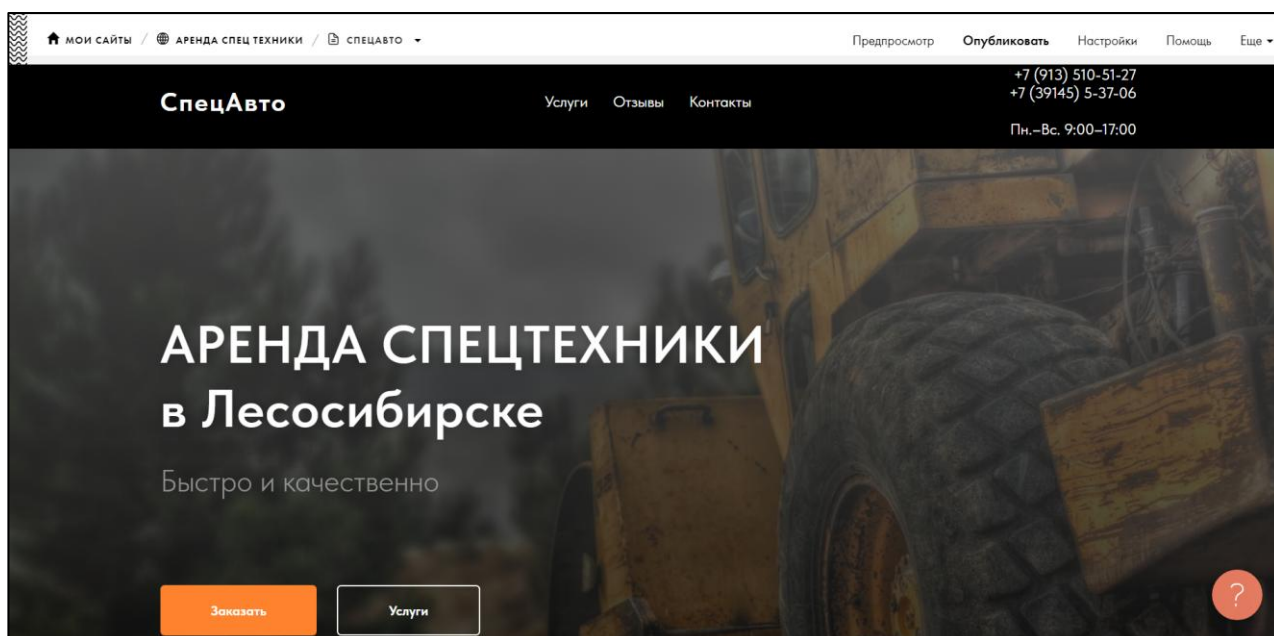 МОИ САЙТЫ / АРЕНДА СПЕЦ ТЕХНИКИ / СПЕЦАВТО
Предпросмотр Опубликовать Настройки Помощь Еще
СпецАвто
Услуги Отзывы Контакты
+7 (913) 510-51-27
+7 (39145) 5-37-06
Пн.–Вс. 9:00–17:00
АРЕНДА СПЕЦТЕХНИКИ
в Лесосибирске
Быстро и качественно
Заказать Услуги
?